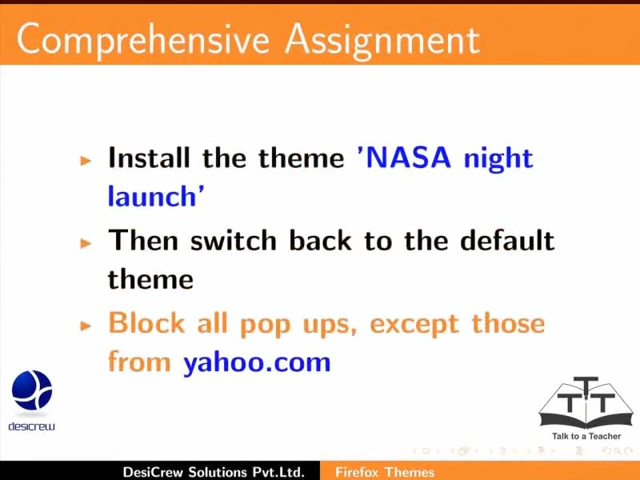 Comprehensive Assignment
Install the theme 'NASA night
launch'
Then switch back to the default
theme
Block all pop ups, except those
from yahoo.com
desicrew
TTT
Talk to a Teacher
DesiCrew Solutions Pvt.Ltd. Firefox Themes